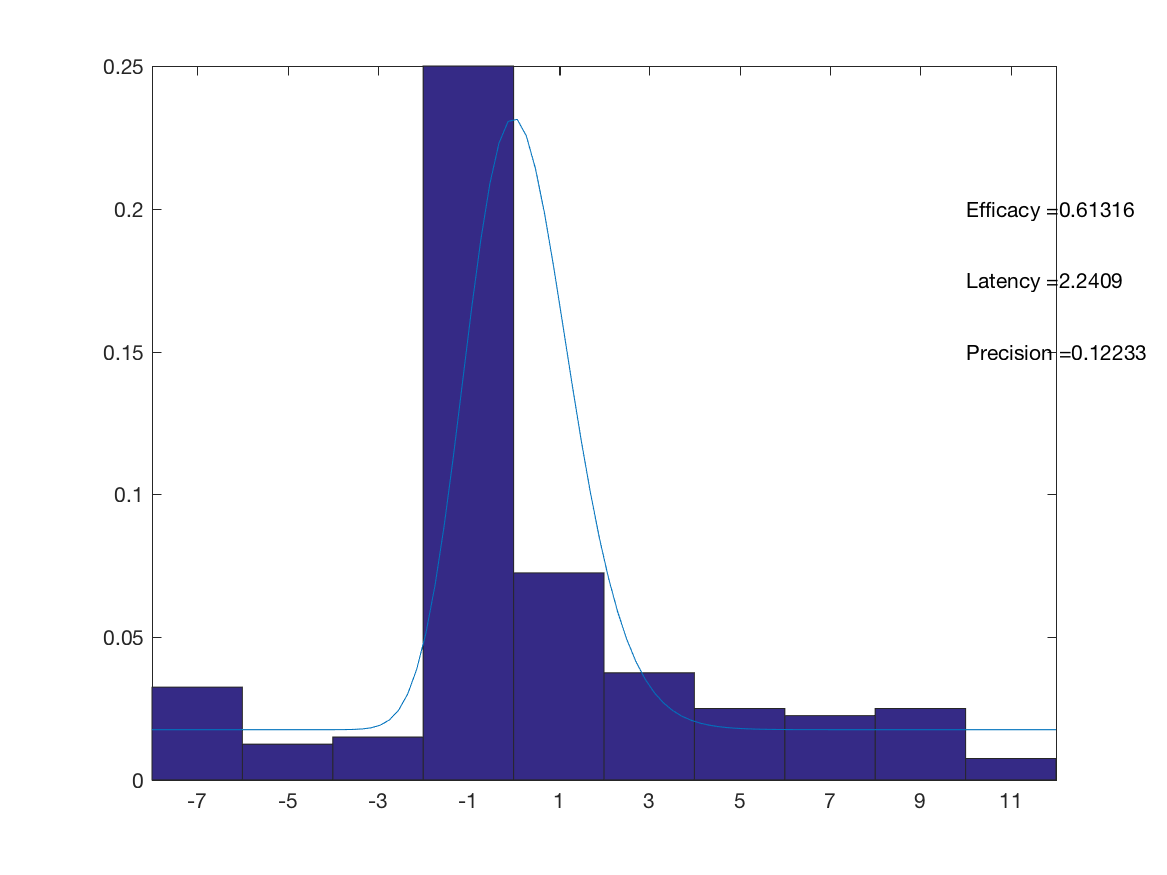 0.25
0.2
Efficacy =0.61316
Latency =2.2409
0.15
Precision =0.12233
0.1
0.05
0
-7 -5 -3 -1 1 3 5 7 9 11